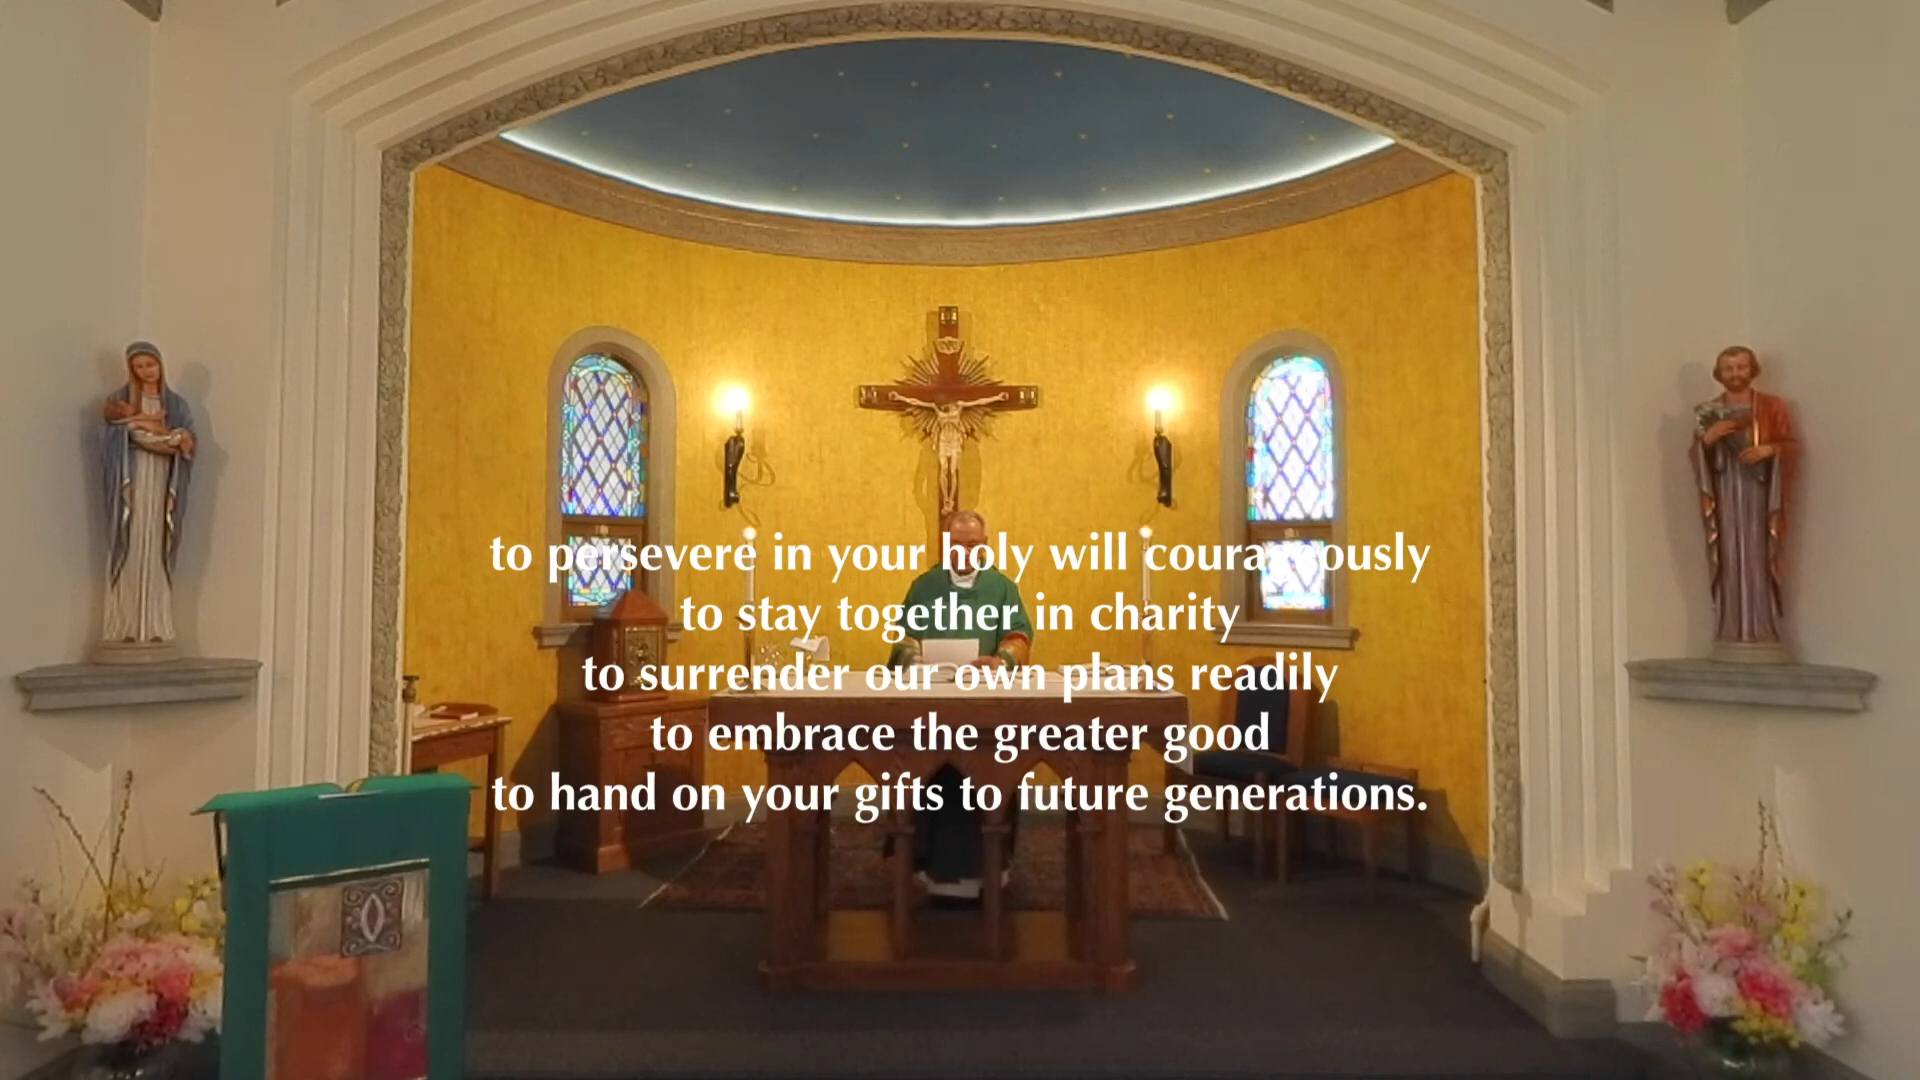 to persevere in your holy will courageously
to stay together in charity
to surrender our own plans readily
to embrace the greater good
to hand on your gifts to future generations.